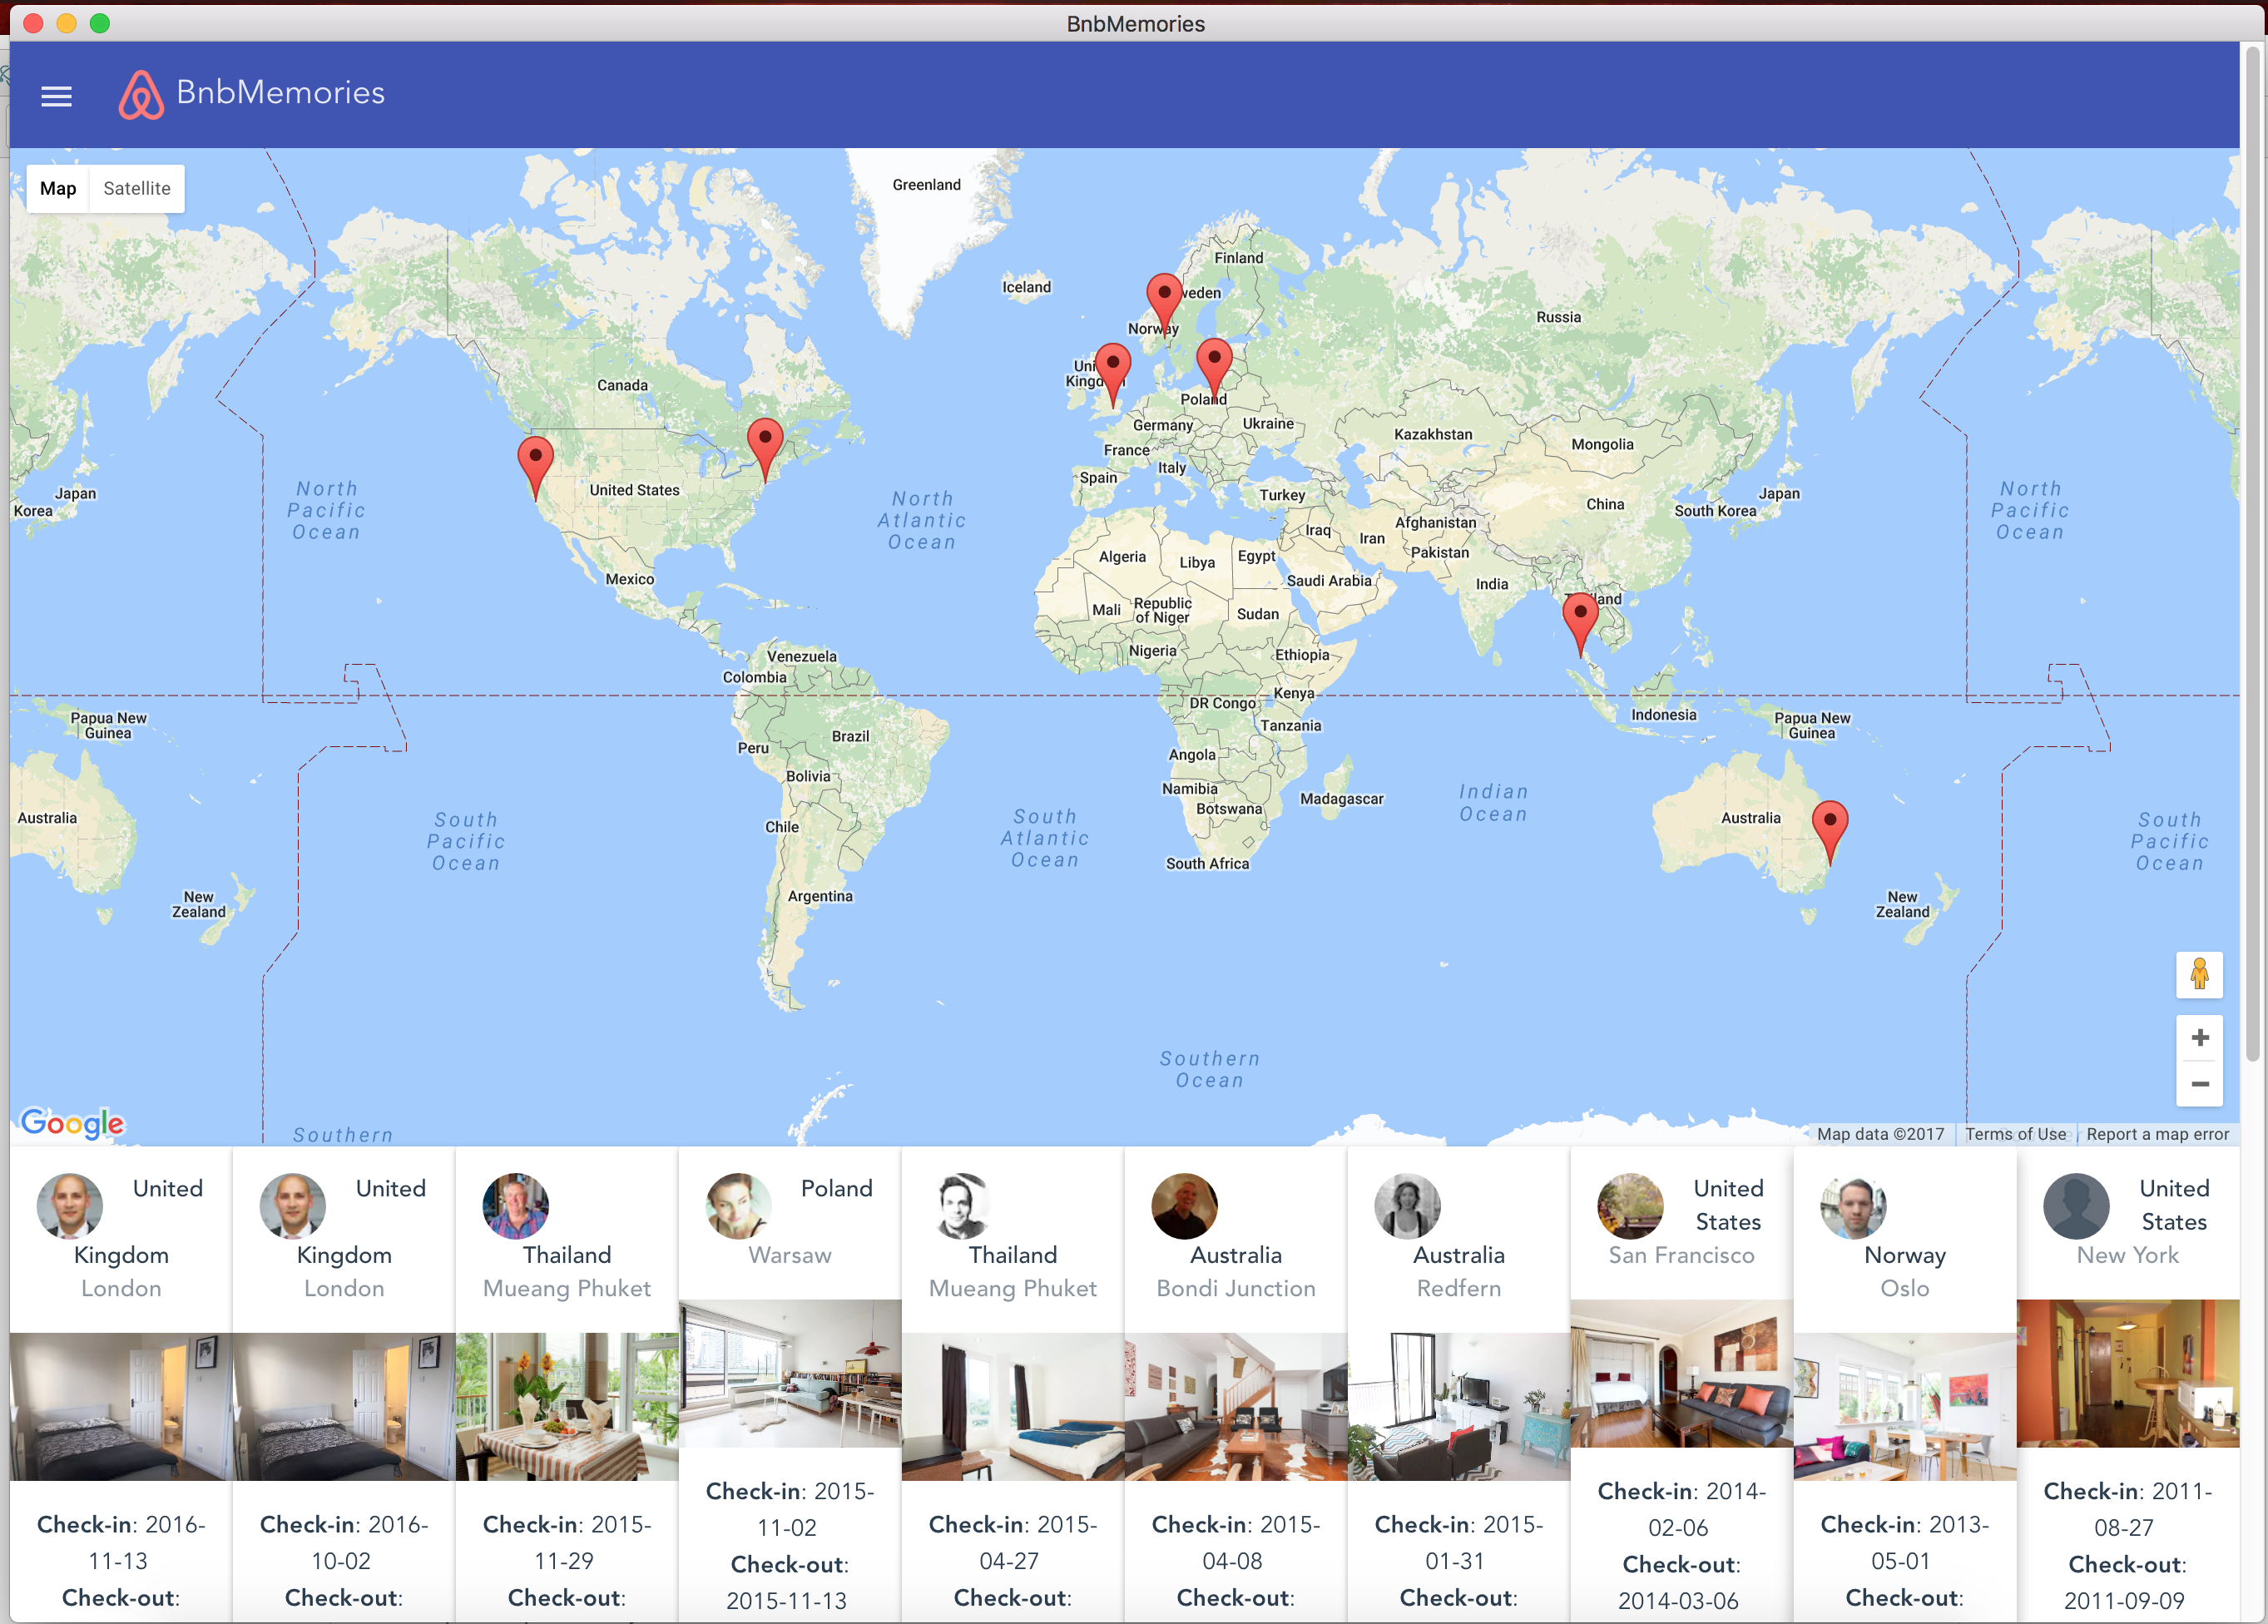 BnbMemories
BnbMemories
Map Satellite
Greenland
Finland
Iceland
weden
Norway
Russia
Canada
Poland
Germany
Ukraine
France
Kazakhstan
Mongolia
Italy
Spain
United States
Turkey
Japan
Korea
China
South Korea
Japan
North
Pacific
Ocean
North
Atlantic
Ocean
North
Pacific
Ocean
Iraq
Afghanistan
Iran
Pakistan
Algeria
Libya
Egypt
Saudi Arabia
India
Mexico
Mali
Republic
of Niger
Sudan
Nigeria
Ethiopia
Venezuela
Colombia
Kenya
DR Congo
Tanzania
Indonesia
Papua New
Guinea
Papua New
Guinea
Peru
Brazil
Angola
Bolivia
Namibia
Botswana
Madagascar
Indian
Ocean
Australia
Australia
Chile
South
Pacific
Ocean
South
Atlantic
Ocean
South
Pacific
Ocean
South Africa
Argentina
New
Zealand
New
Zealand
Southern
Ocean
Southern
Google
Map data ©2017 Terms of Use Report a map error
United
Kingdom
London
Check-in: 2016-
11-13
Check-out:
United
Kingdom
London
Check-in: 2016-
10-02
Check-out:
Thailand
Mueang Phuket
Check-in: 2015-
11-29
Check-out:
Poland
Warsaw
Check-in: 2015-
11-02
Check-out:
2015-11-13
Thailand
Mueang Phuket
Check-in: 2015-
04-27
Check-out:
Australia
Bondi Junction
Check-in: 2015-
04-08
Check-out:
Australia
Redfern
Check-in: 2015-
01-31
Check-out:
United
States
San Francisco
Check-in: 2014-
02-06
Check-out:
2014-03-06
Norway
Oslo
Check-in: 2013-
05-01
Check-out:
United
States
New York
Check-in: 2011-
08-27
Check-out:
2011-09-09